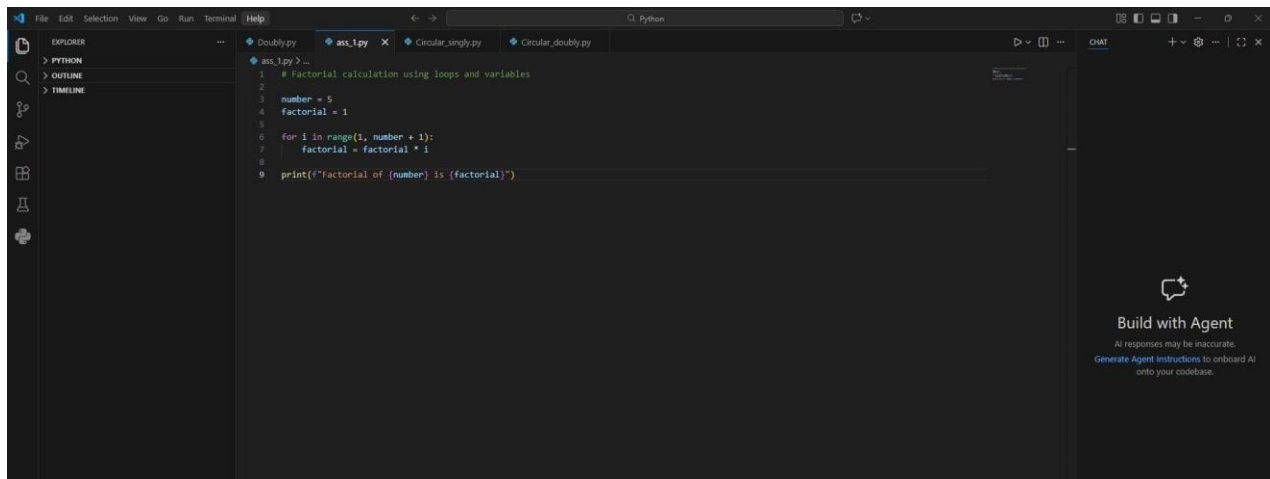 File Edit Selection View Go Run Terminal Help
Python
EXPLORER
PYTHON
OUTLINE
TIMELINE
Doubly.py ass_1.py Circular_singly.py Circular_doubly.py
ass_1.py > ...
1 # Factorial calculation using loops and variables
2
3 number = 5
4 factorial = 1
5
6 for i in range(1, number + 1):
7 factorial = factorial * i
8
9 print(f"Factorial of {number} is {factorial}")
CHAT
Build with Agent
AI responses may be inaccurate.
Generate Agent Instructions to onboard AI
onto your codebase.